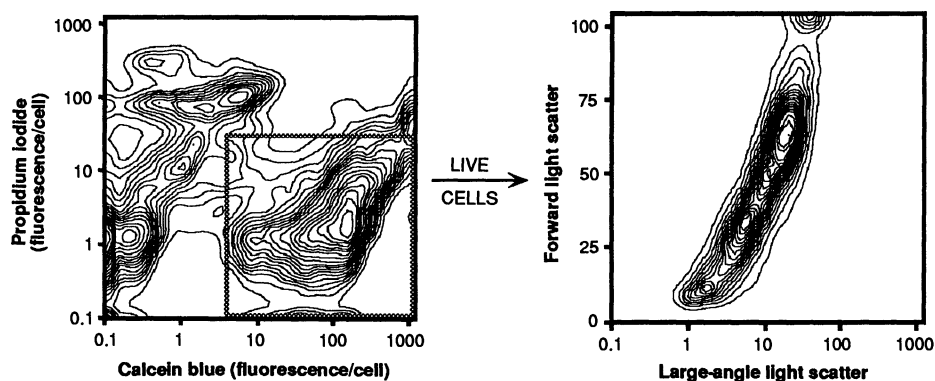 1000
100
10
1
0.1
Propidium iodide
(fluorescence/cell)
0.1 1 10 100 1000
Calcein blue (fluorescence/cell)
LIVE
CELLS
100
75
50
25
0
Forward light scatter
0.1 1 10 100 1000
Large-angle light scatter